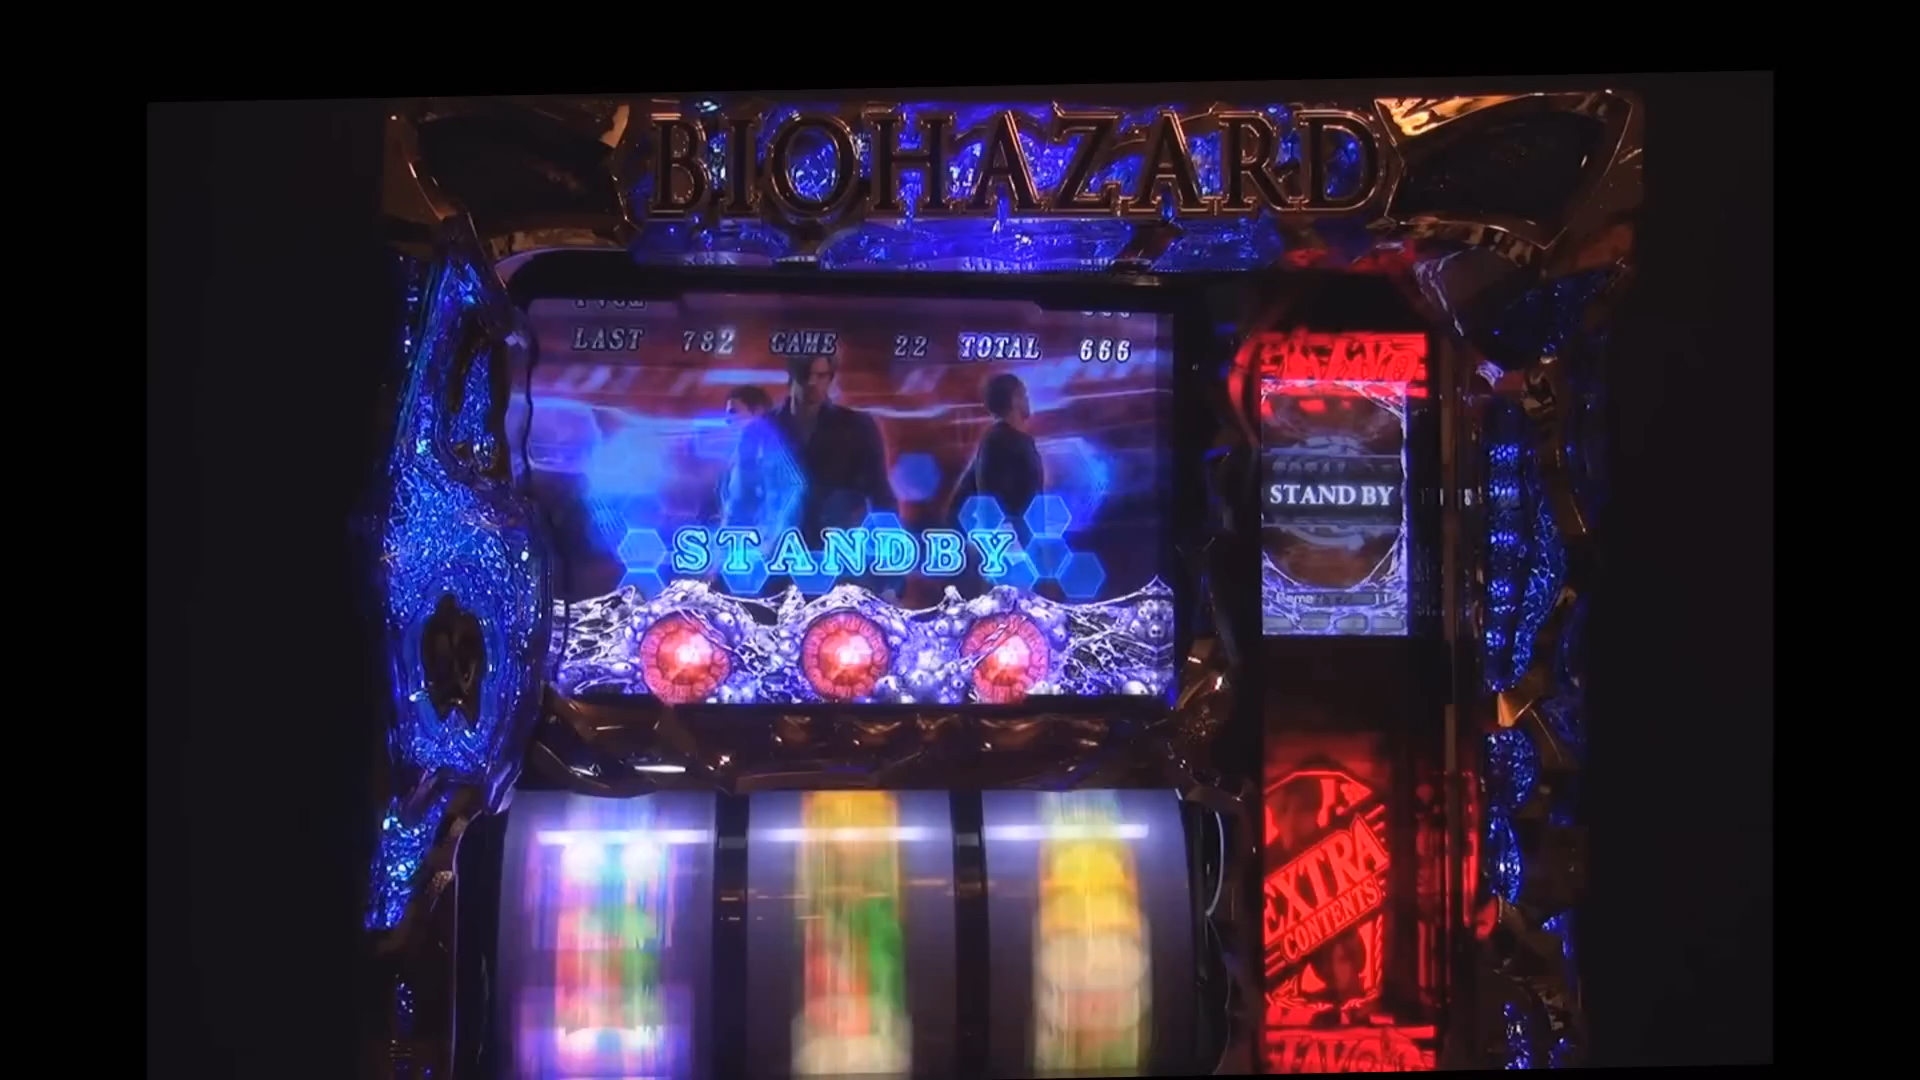 BIOHAZARD
LAST 782 GAME 22 TOTAL 666
STAND BY
STANDBY
EXTRA
CONTENTS